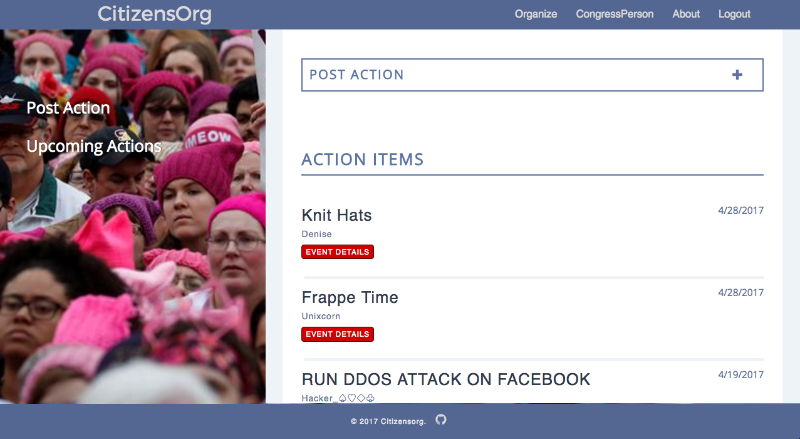 CitizensOrg
Organize CongressPerson About Logout
Post Action
Upcoming Actions
MEOW
POST ACTION +
ACTION ITEMS
Knit Hats 4/28/2017
Denise
EVENT DETAILS
Frappe Time 4/28/2017
Unixcorn
EVENT DETAILS
RUN DDOS ATTACK ON FACEBOOK 4/19/2017
Hacker_♤♡◇♧
© 2017 Citizensorg.